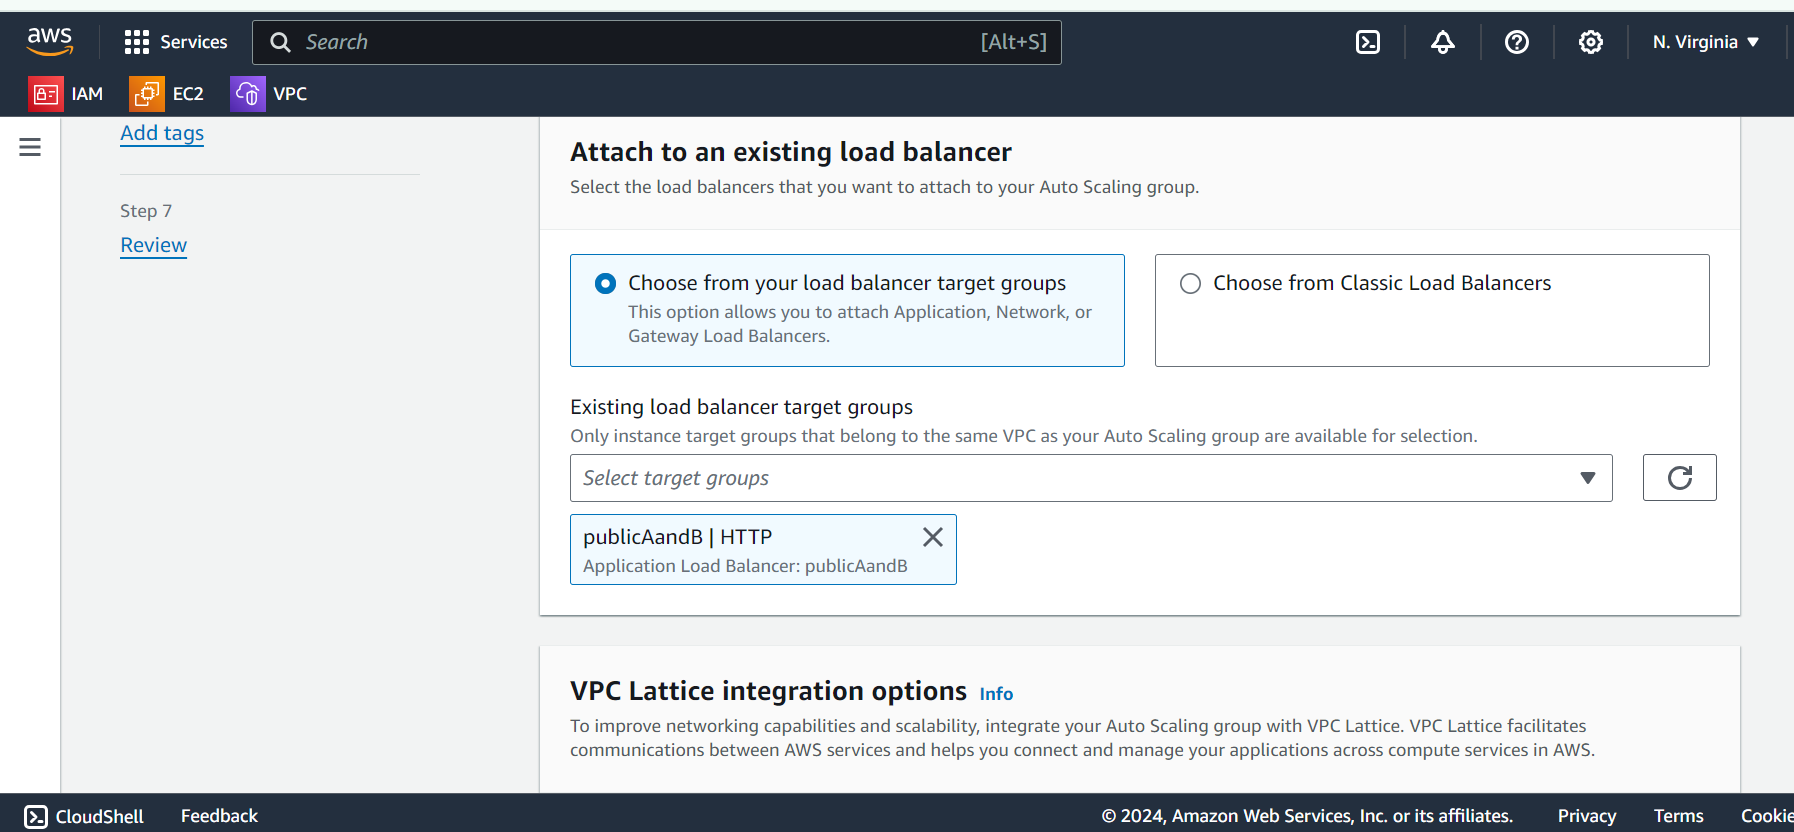 aws
Services
Search
[Alt+S]
N. Virginia
IAM
EC2
VPC
Add tags
Step 7
Review
Attach to an existing load balancer
Select the load balancers that you want to attach to your Auto Scaling group.
Choose from your load balancer target groups
This option allows you to attach Application, Network, or
Gateway Load Balancers.
Choose from Classic Load Balancers
Existing load balancer target groups
Only instance target groups that belong to the same VPC as your Auto Scaling group are available for selection.
Select target groups
publicAandB | HTTP
Application Load Balancer: publicAandB
VPC Lattice integration options Info
To improve networking capabilities and scalability, integrate your Auto Scaling group with VPC Lattice. VPC Lattice facilitates
communications between AWS services and helps you connect and manage your applications across compute services in AWS.
CloudShell
Feedback
© 2024, Amazon Web Services, Inc. or its affiliates.
Privacy
Terms
Cookie